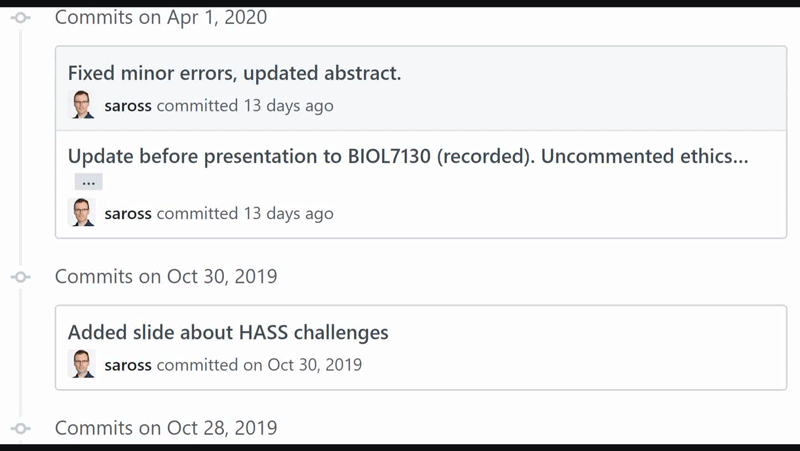 Commits on Apr 1, 2020
Fixed minor errors, updated abstract.
saross committed 13 days ago
Update before presentation to BIOL7130 (recorded). Uncommented ethics...
...
saross committed 13 days ago
Commits on Oct 30, 2019
Added slide about HASS challenges
saross committed on Oct 30, 2019
Commits on Oct 28, 2019